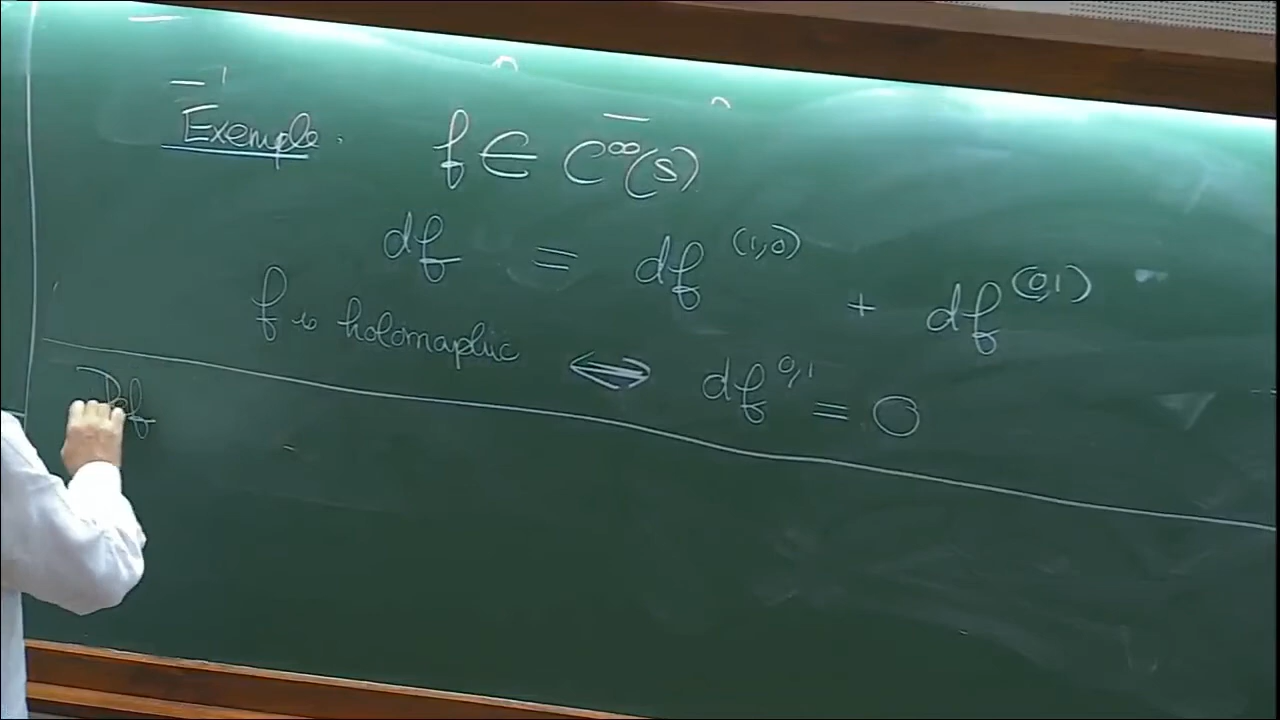 Exemple. f ∈ C^∞(S)
df = df^(1,0) + df^(0,1)
f is holomorphic ⟺ df^0,1 = 0
Def